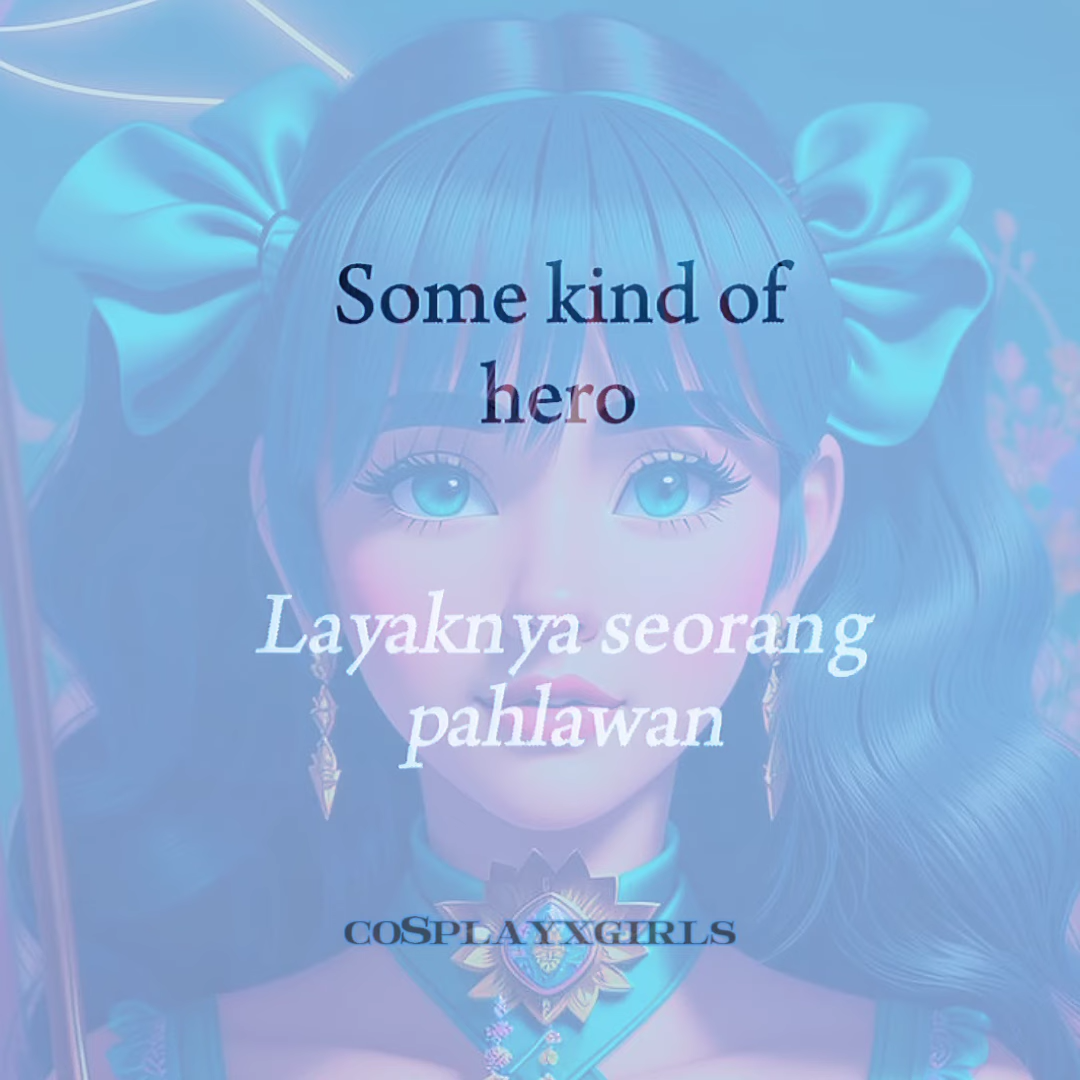 Some kind of
hero
Layaknya seorang
pahlawan
coSplayxgirls